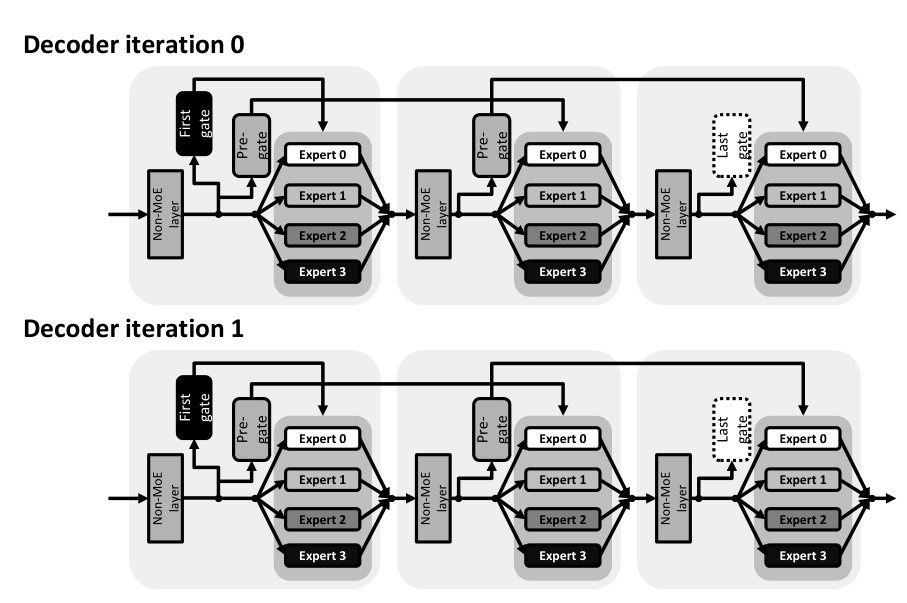 Decoder iteration 0
First
gate
Pre-
gate
Expert 0
Expert 1
Expert 2
Expert 3
Non-MoE
layer
Pre-
gate
Expert 0
Expert 1
Expert 2
Expert 3
Non-MoE
layer
Last
gate
Expert 0
Expert 1
Expert 2
Expert 3
Non-MoE
layer
Decoder iteration 1
First
gate
Pre-
gate
Expert 0
Expert 1
Expert 2
Expert 3
Non-MoE
layer
Pre-
gate
Expert 0
Expert 1
Expert 2
Expert 3
Non-MoE
layer
Last
gate
Expert 0
Expert 1
Expert 2
Expert 3
Non-MoE
layer